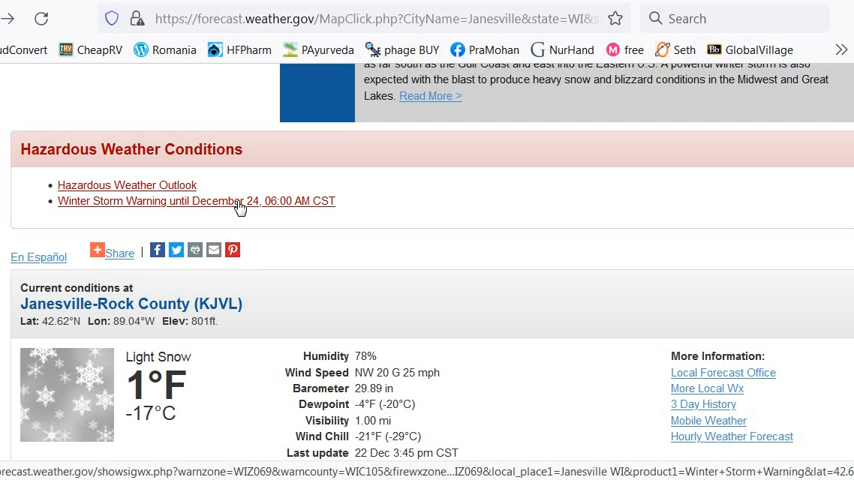 https://forecast.weather.gov/MapClick.php?CityName=Janesville&state=WI&s
Search
udConvert CheapRV Romania HFPharm PAyurveda phage BUY PraMohan NurHand free Seth GlobalVillage
as far south as the Gulf Coast and east into the Eastern U.S. A powerful winter storm is also
expected with the blast to produce heavy snow and blizzard conditions in the Midwest and Great
Lakes. Read More >
Hazardous Weather Conditions
• Hazardous Weather Outlook
• Winter Storm Warning until December 24, 06:00 AM CST
En Español
Share |
Current conditions at
Janesville-Rock County (KJVL)
Lat: 42.62°N Lon: 89.04°W Elev: 801ft.
Light Snow
1°F
-17°C
Humidity 78%
Wind Speed NW 20 G 25 mph
Barometer 29.89 in
Dewpoint -4°F (-20°C)
Visibility 1.00 mi
Wind Chill -21°F (-29°C)
Last update 22 Dec 3:45 pm CST
More Information:
Local Forecast Office
More Local Wx
3 Day History
Mobile Weather
Hourly Weather Forecast
orecast.weather.gov/showsigwx.php?warnzone=WIZ069&warncounty=WIC105&firewxzone...IZ069&local_place1=Janesville WI&product1=Winter+Storm+Warning&lat=42.6